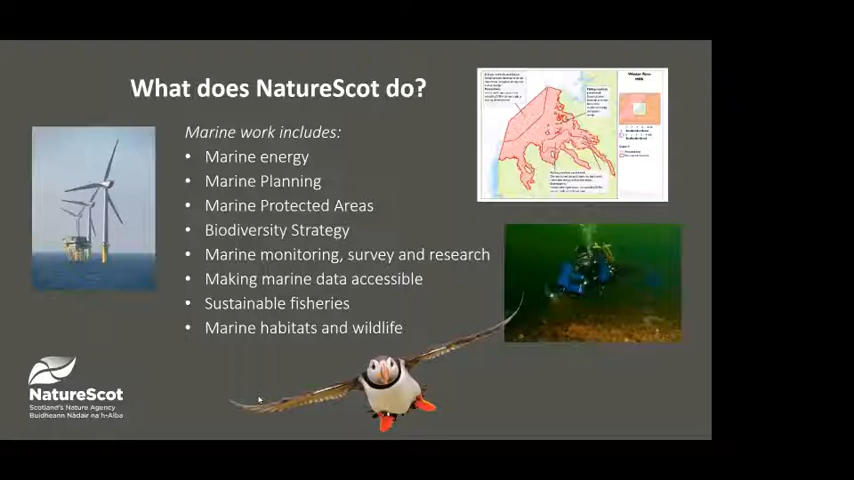 What does NatureScot do?
Marine work includes:
• Marine energy
• Marine Planning
• Marine Protected Areas
• Biodiversity Strategy
• Marine monitoring, survey and research
• Making marine data accessible
• Sustainable fisheries
• Marine habitats and wildlife
NatureScot
Scotland's Nature Agency
Buidheann Nàdair na h-Alba